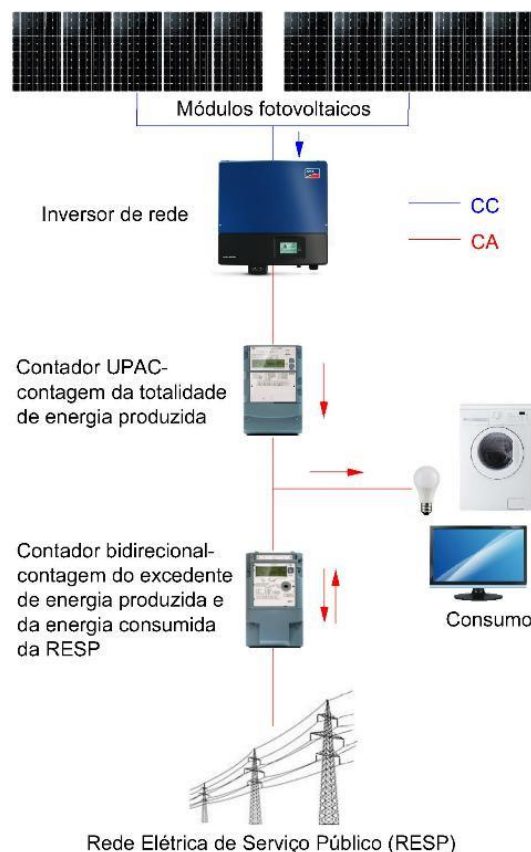 Módulos fotovoltaicos
Inversor de rede
CC
CA
Contador UPAC-
contagem da totalidade
de energia produzida
Contador bidirecional-
contagem do excedente
de energia produzida e
da energia consumida
da RESP
Consumo
Rede Elétrica de Serviço Público (RESP)